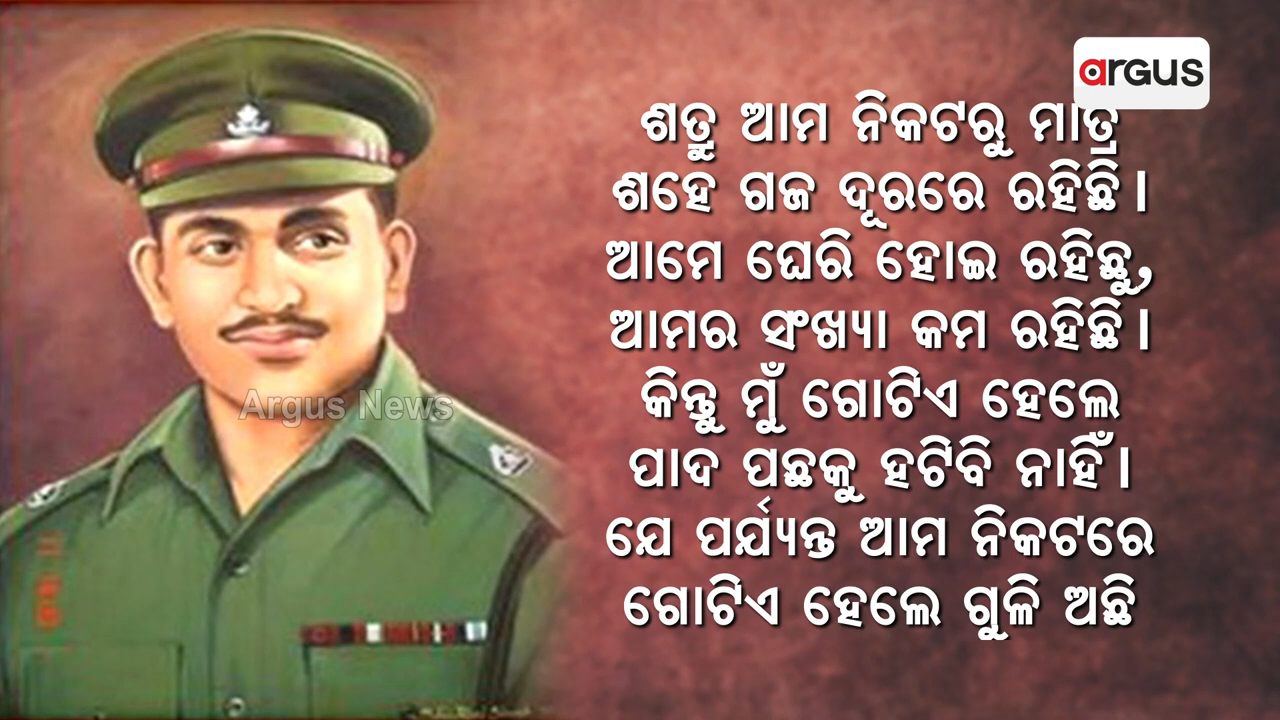 argus
ଶତ୍ରୁ ଆମ ନିକଟରୁ ମାତ୍ର
ଶହେ ଗଜ ଦୂରରେ ରହିଛି।
ଆମେ ଘେରି ହୋଇ ରହିଛୁ,
ଆମର ସଂଖ୍ୟା କମ ରହିଛି।
କିନ୍ତୁ ମୁଁ ଗୋଟିଏ ହେଲେ
ପାଦ ପଛକୁ ହଟିବି ନାହିଁ।
ଯେ ପର୍ଯ୍ୟନ୍ତ ଆମ ନିକଟରେ
ଗୋଟିଏ ହେଲେ ଗୁଳି ଅଛି
Argus News